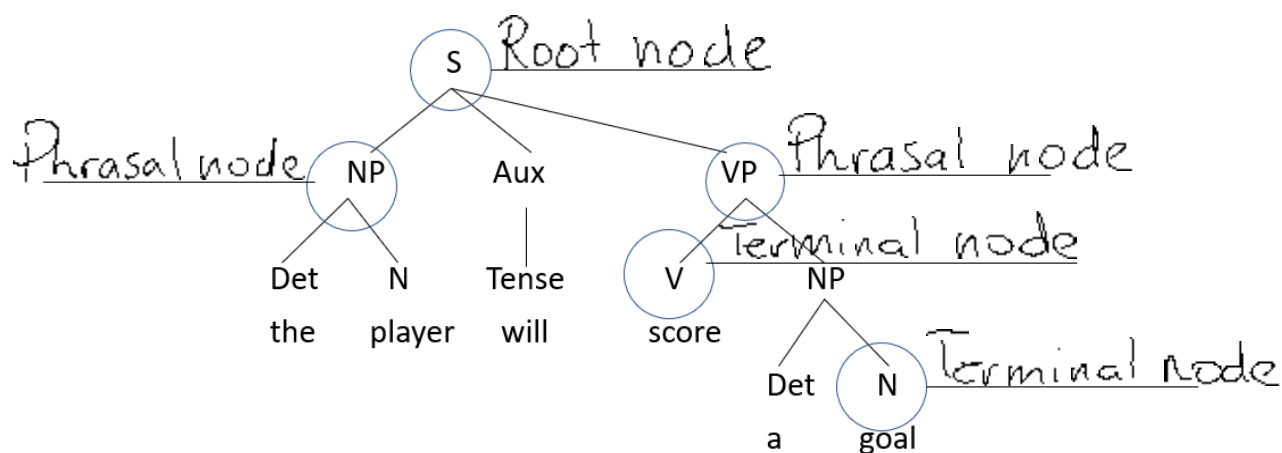 S Root node
Phrasal node NP Aux VP Phrasal node
Terminal node
Det N Tense V NP
the player will score
Det N Terminal node
a goal